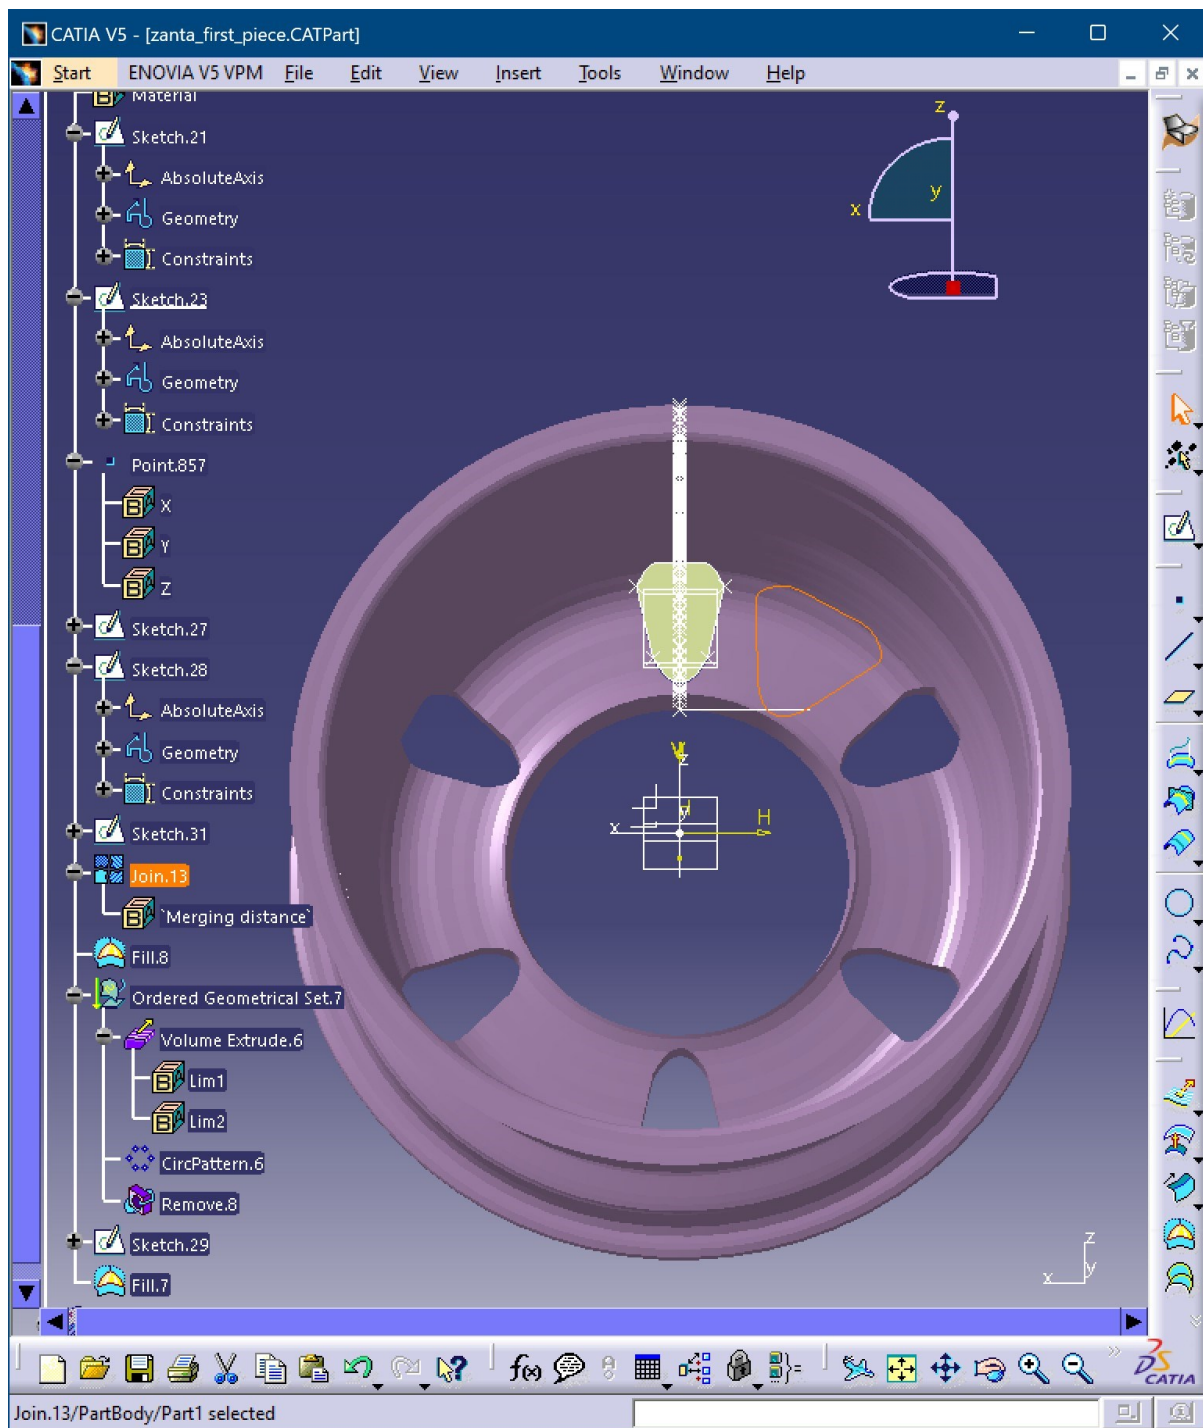 CATIA V5 - [zanta_first_piece.CATPart]
Start ENOVIA V5 VPM File Edit View Insert Tools Window Help
Material
Sketch.21
AbsoluteAxis
Geometry
Constraints
Sketch.23
AbsoluteAxis
Geometry
Constraints
Point.857
X
Y
Z
Sketch.27
Sketch.28
AbsoluteAxis
Geometry
Constraints
Sketch.31
Join.13
`Merging distance`
Fill.8
Ordered Geometrical Set.7
Volume Extrude.6
Lim1
Lim2
CircPattern.6
Remove.8
Sketch.29
Fill.7
z
y
x
z
x
y
H
z
x
y
f(x)
CATIA
Join.13/PartBody/Part1 selected